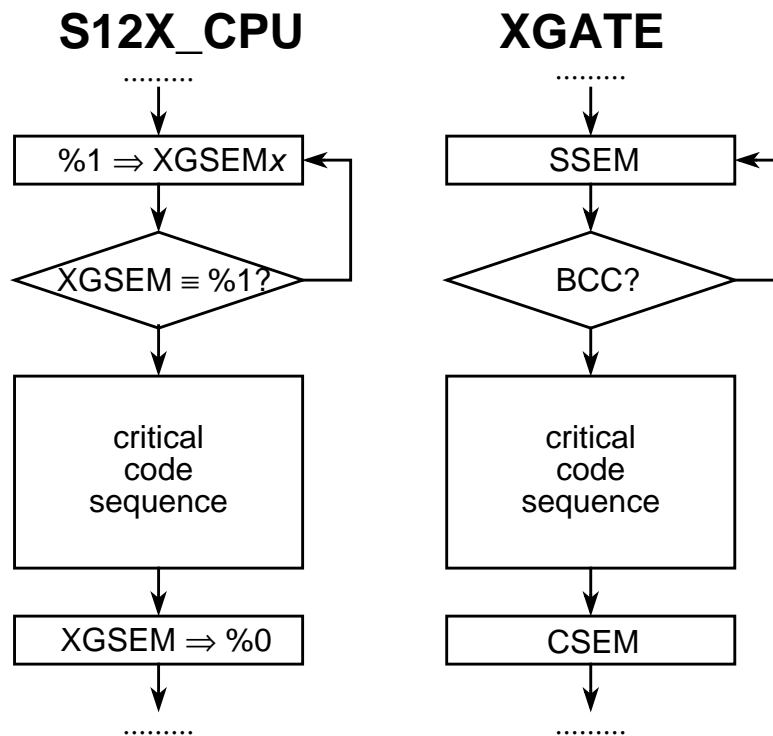 S12X_CPU
.........
%1 ⇒ XGSEMx
XGSEM ≡ %1?
critical
code
sequence
XGSEM ⇒ %0
.........
XGATE
.........
SSEM
BCC?
critical
code
sequence
CSEM
.........